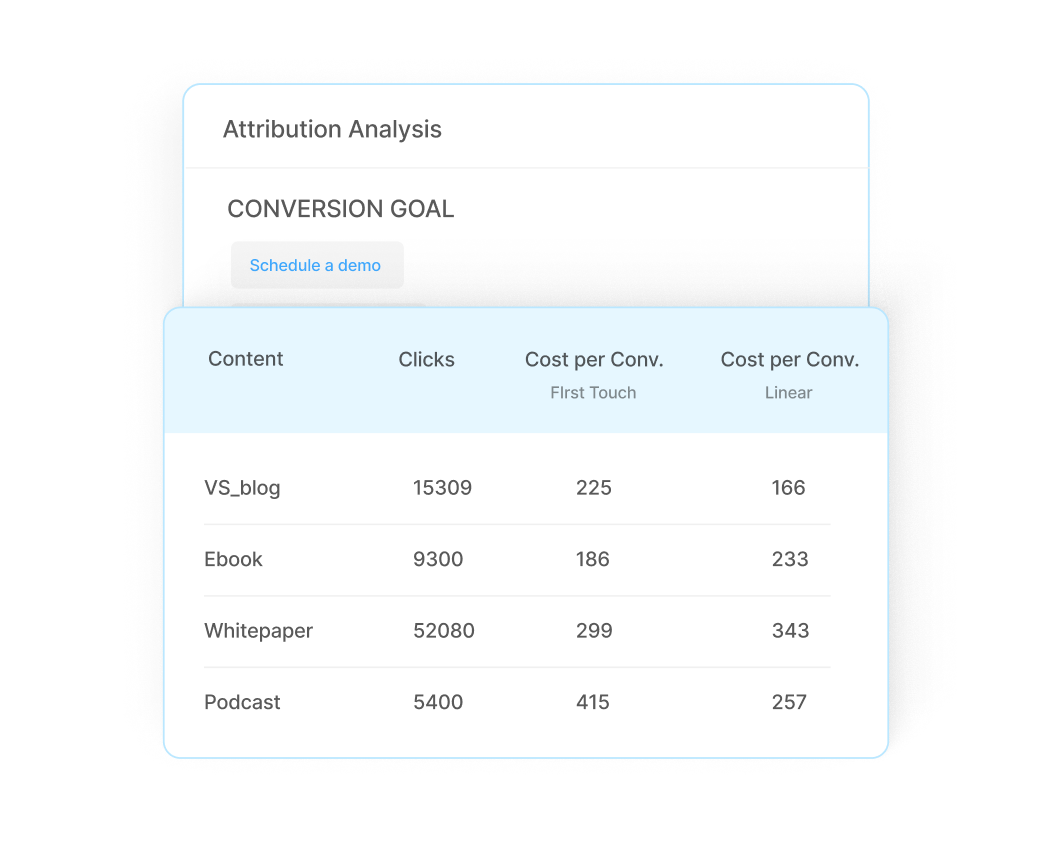 Attribution Analysis
CONVERSION GOAL
Schedule a demo
Content Clicks Cost per Conv. Cost per Conv.
FIrst Touch Linear
VS_blog 15309 225 166
Ebook 9300 186 233
Whitepaper 52080 299 343
Podcast 5400 415 257